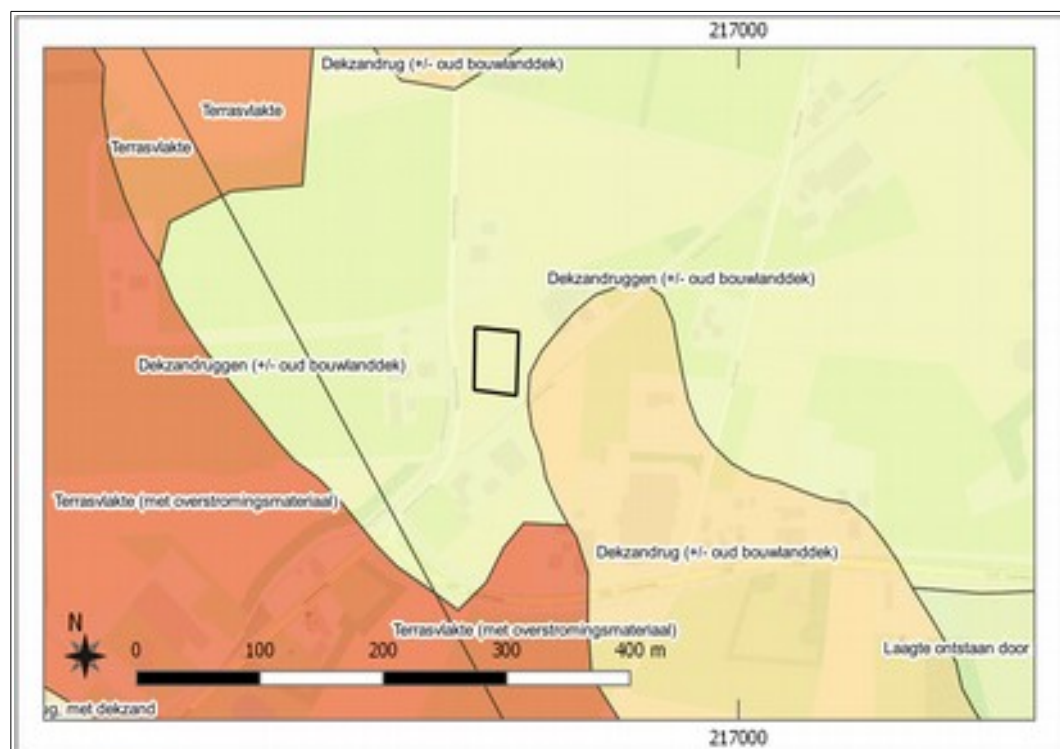 217000
Dekzandrug (+/- oud bouwlanddek)
Terrasvlakte
Terrasvlakte
Dekzandruggen (+/- oud bouwlanddek)
Dekzandruggen (+/- oud bouwlanddek)
Terrasvlakte (met overstromingsmateriaal)
Dekzandrug (+/- oud bouwlanddek)
N
Terrasvlakte (met overstromingsmateriaal)
0 100 200 300 400 m
Laagte ontstaan door
ug, met dekzand
217000